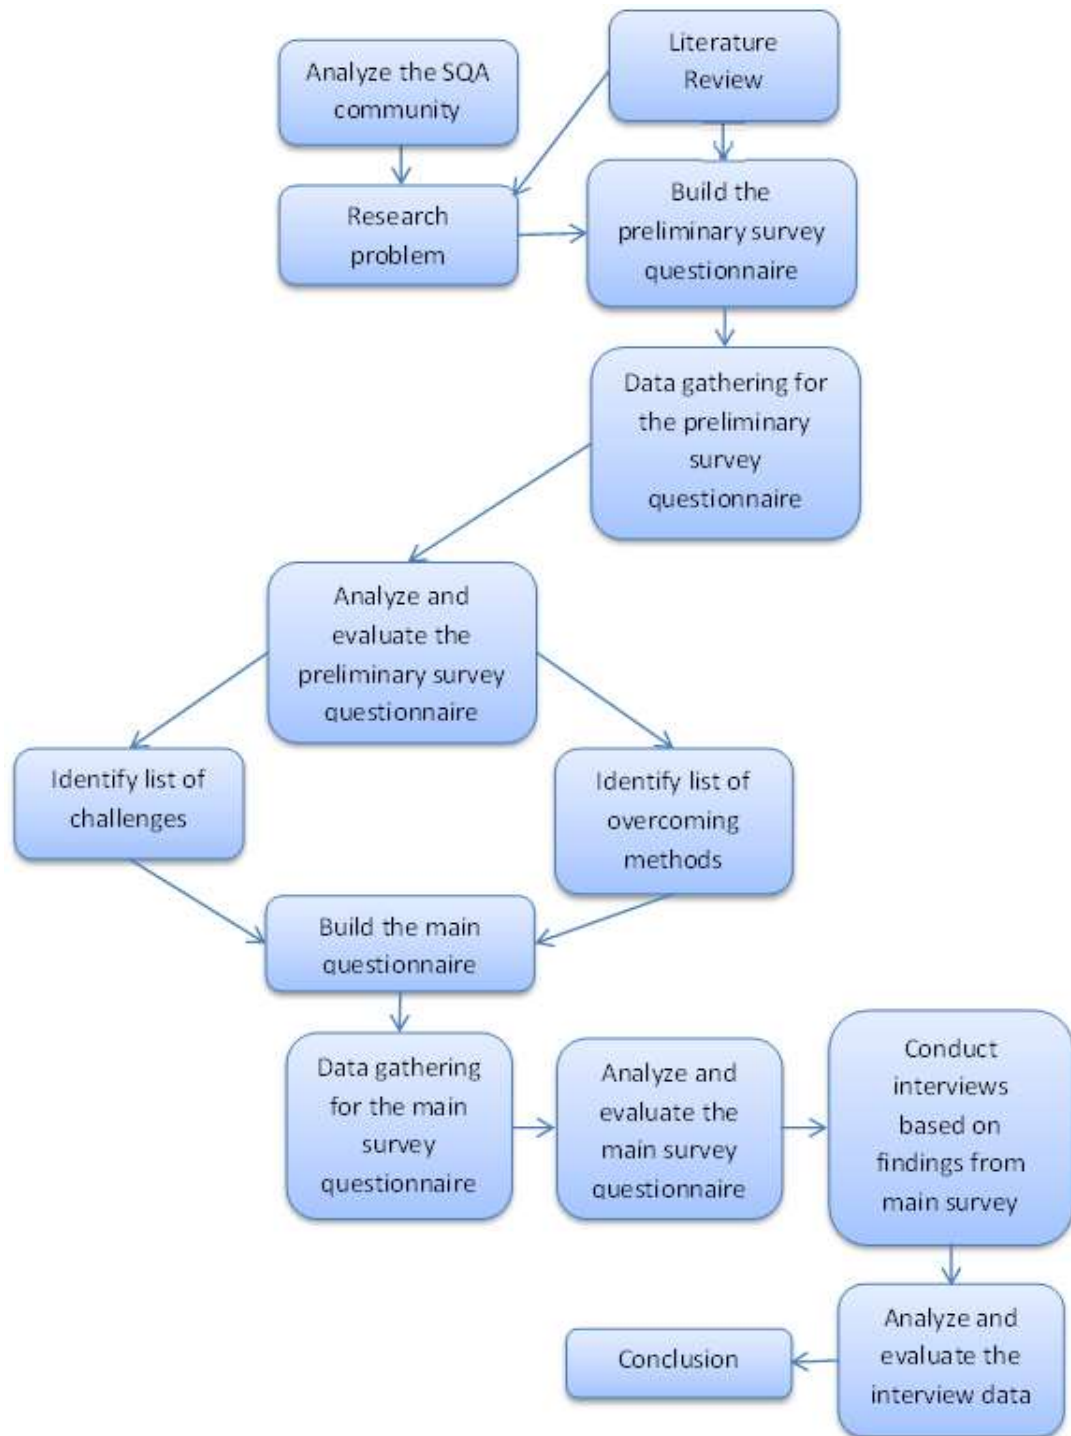 Analyze the SQA
community
Literature
Review
Research
problem
Build the
preliminary survey
questionnaire
Data gathering for
the preliminary
survey
questionnaire
Analyze and
evaluate the
preliminary survey
questionnaire
Identify list of
challenges
Identify list of
overcoming
methods
Build the main
questionnaire
Data gathering
for the main
survey
questionnaire
Analyze and
evaluate the
main survey
questionnaire
Conduct
interviews
based on
findings from
main survey
Analyze and
evaluate the
interview data
Conclusion